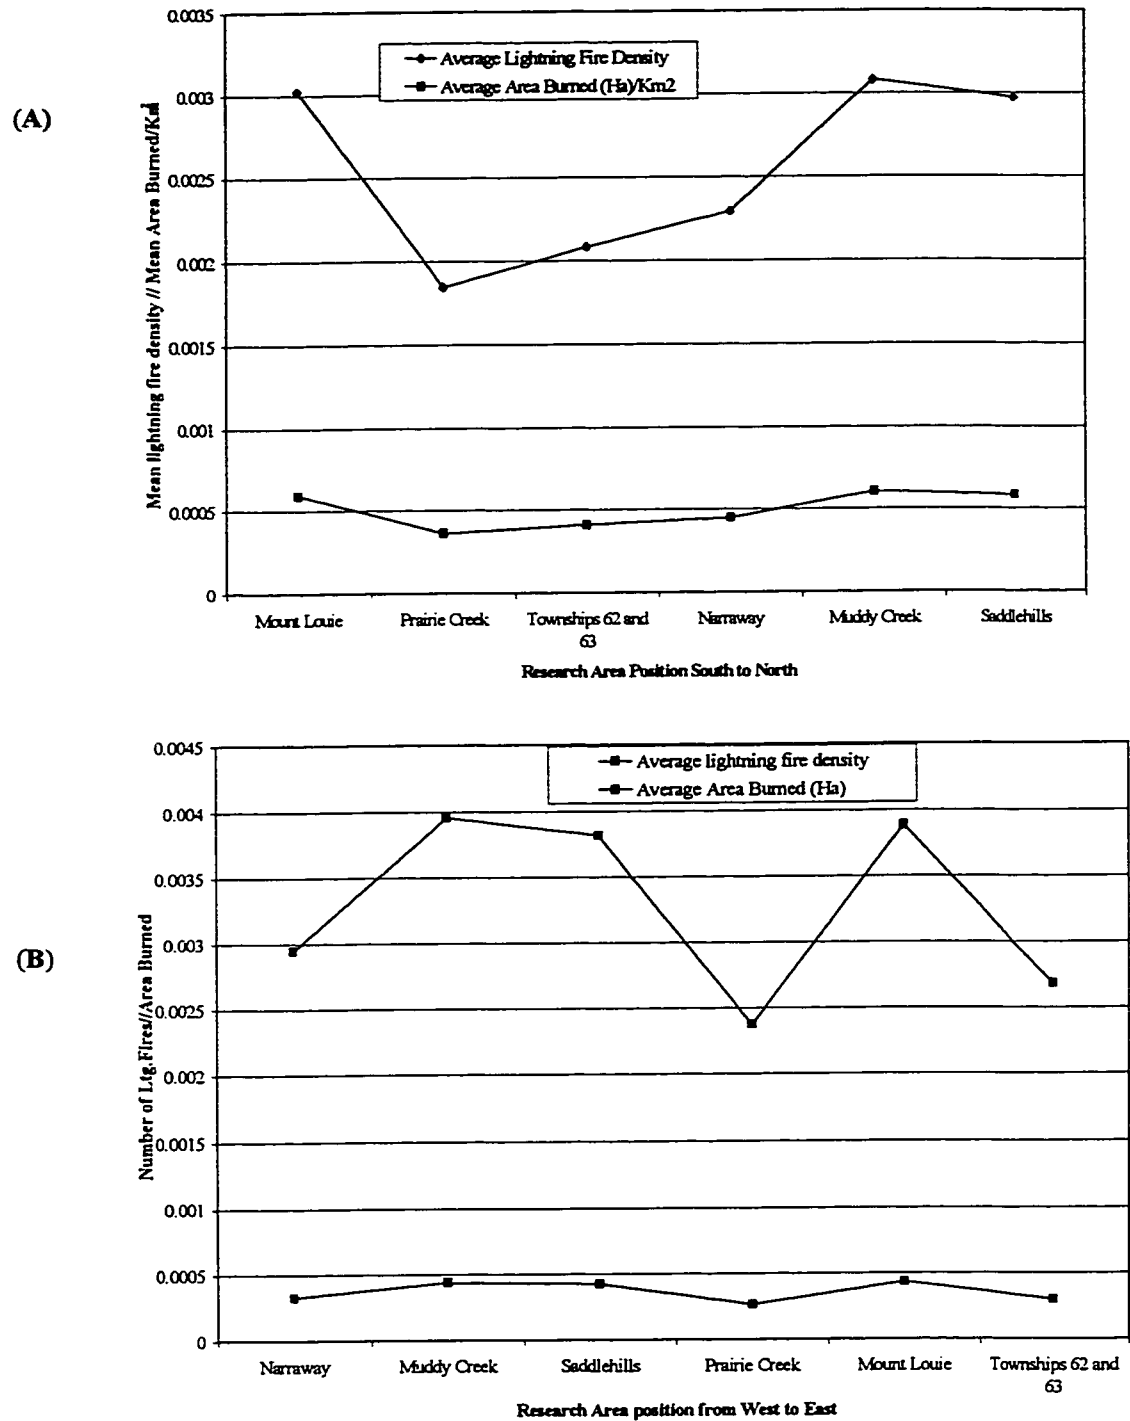 0.0035
Average Lightning Fire Density
Average Area Burned (Ha)/Km2
(A)
0.003
0.0025
0.002
0.0015
0.001
0.0005
0
Mean lightning fire density // Mean Area Burned/Km2
Mount Louie Prairie Creek Townships 62 and Narraway Muddy Creek Saddlehills
63
Research Area Position South to North
0.0045
Average lightning fire density
Average Area Burned (Ha)
0.004
0.0035
(B)
0.003
0.0025
0.002
0.0015
0.001
0.0005
0
Number of Ltg.Fires//Area Burned
Narraway Muddy Creek Saddlehills Prairie Creek Mount Louie Townships 62 and
63
Research Area position from West to East